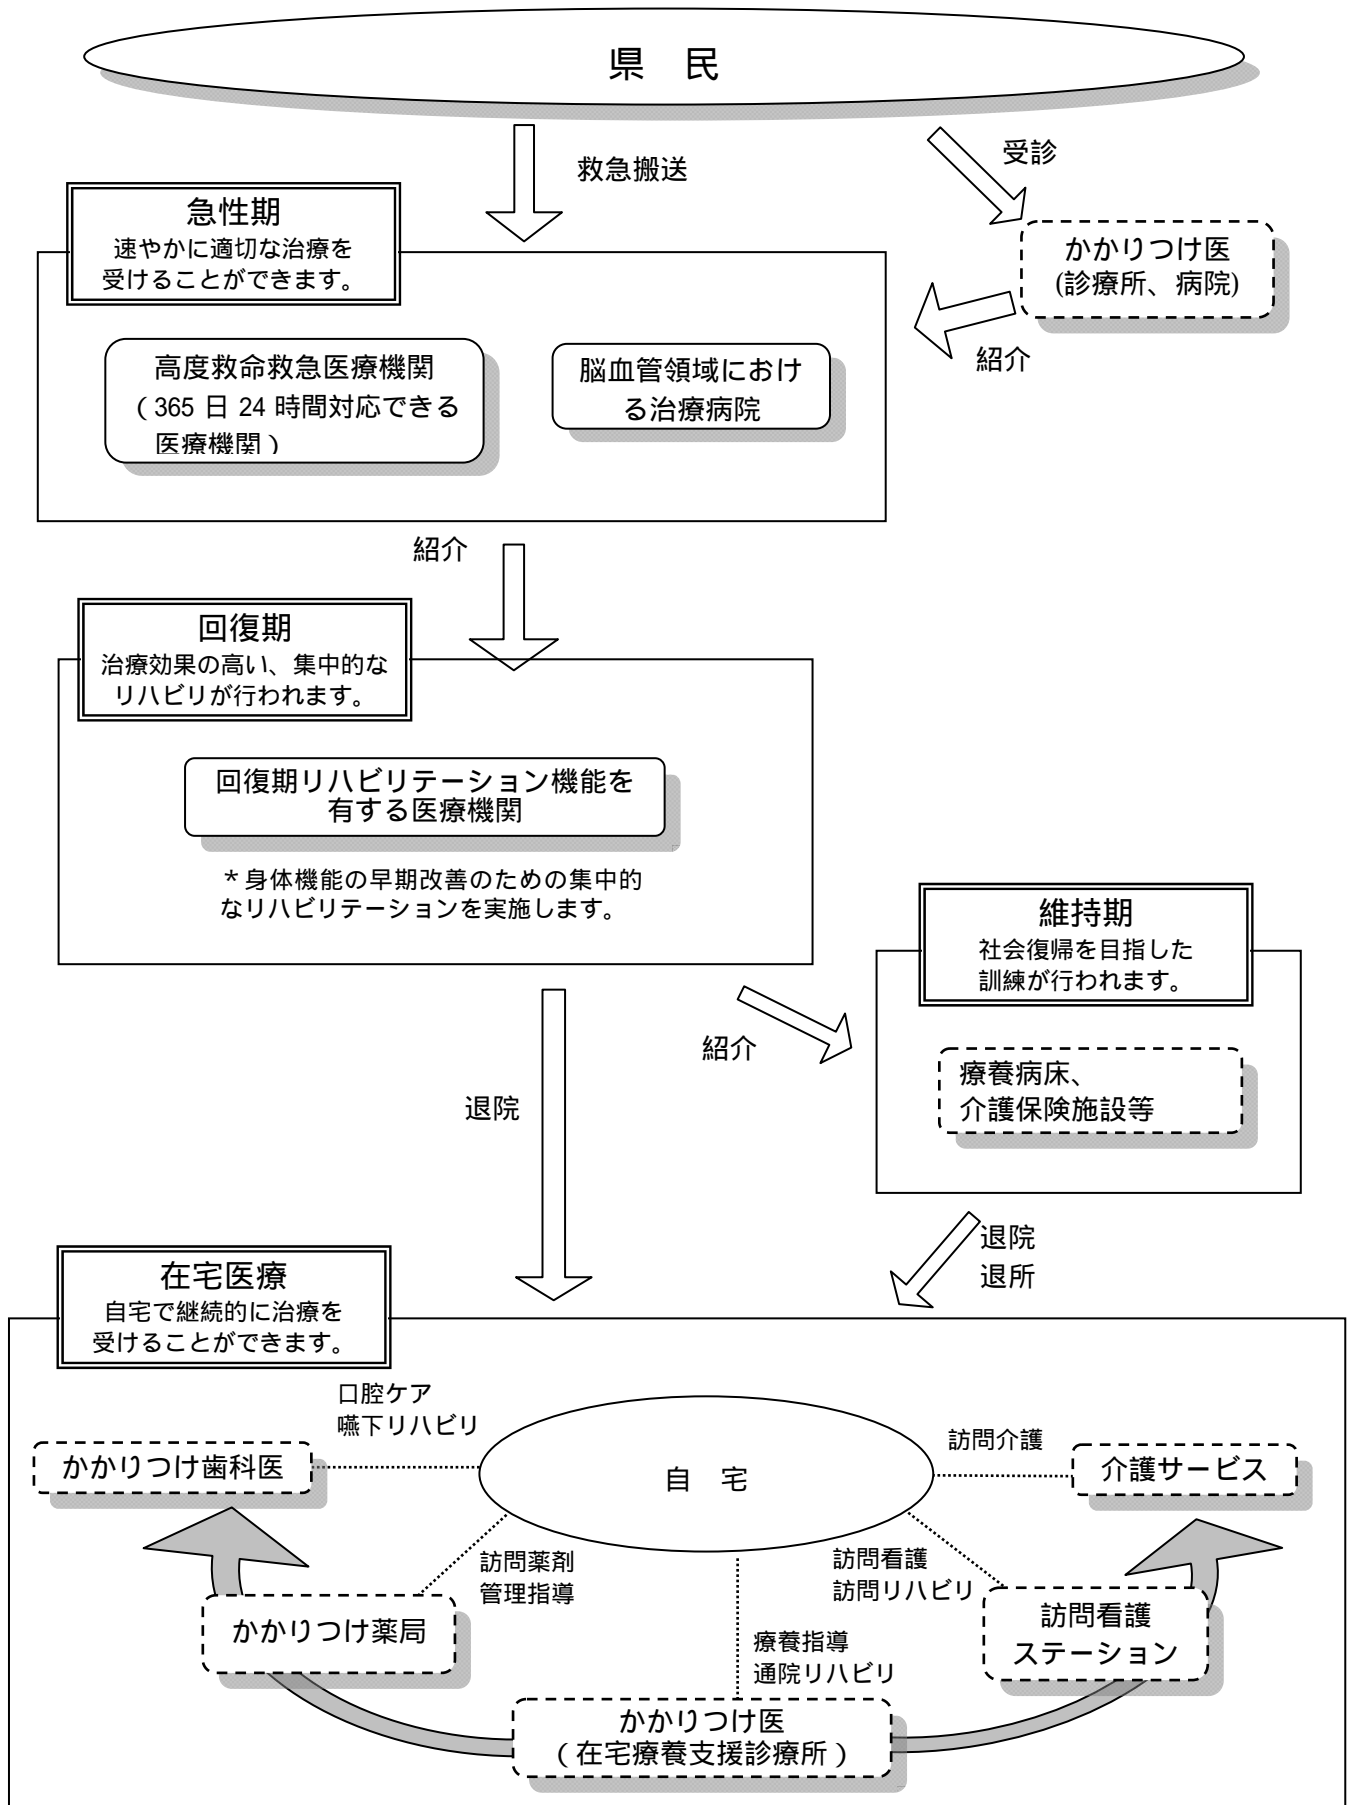 県　民
救急搬送
受診
急性期
速やかに適切な治療を
受けることができます。
かかりつけ医
(診療所、病院)
紹介
高度救命救急医療機関
（365 日 24 時間対応できる
医療機関）
脳血管領域におけ
る治療病院
紹介
回復期
治療効果の高い、集中的な
リハビリが行われます。
回復期リハビリテーション機能を
有する医療機関
＊身体機能の早期改善のための集中的
なリハビリテーションを実施します。
維持期
社会復帰を目指した
訓練が行われます。
紹介
療養病床、
介護保険施設等
退院
退院
退所
在宅医療
自宅で継続的に治療を
受けることができます。
口腔ケア
嚥下リハビリ
かかりつけ歯科医
自　宅
訪問介護
介護サービス
訪問薬剤
管理指導
訪問看護
訪問リハビリ
かかりつけ薬局
療養指導
通院リハビリ
訪問看護
ステーション
かかりつけ医
（在宅療養支援診療所）